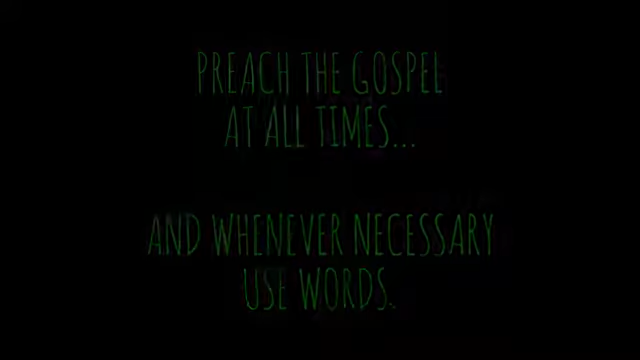 PREACH THE GOSPEL
AT ALL TIMES...
AND WHENEVER NECESSARY
USE WORDS.